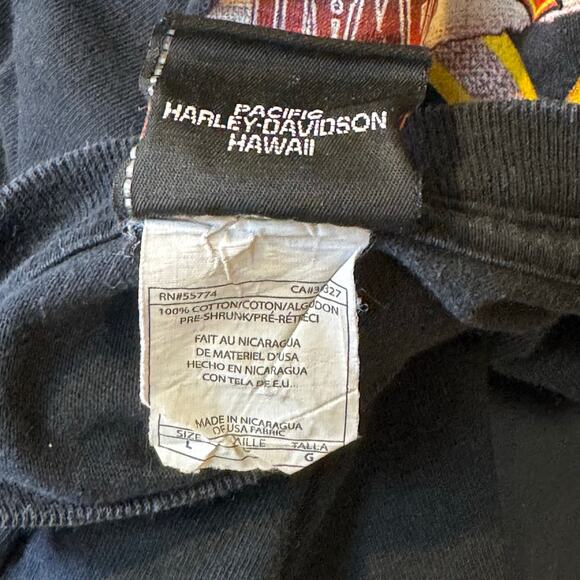 PACIFIC
HARLEY-DAVIDSON
HAWAII
RN#55774
100% COTTON/COTON/ALGODON
PRE-SHRUNK/PRÉ-RÉTRÉCI
FAIT AU NICARAGUA
DE MATERIEL D'USA
HECHO EN NICARAGUA
CON TELA DE E.U...
MADE IN NICARAGUA
OF USA FABRIC
SIZE TAILLE TALLA
L G